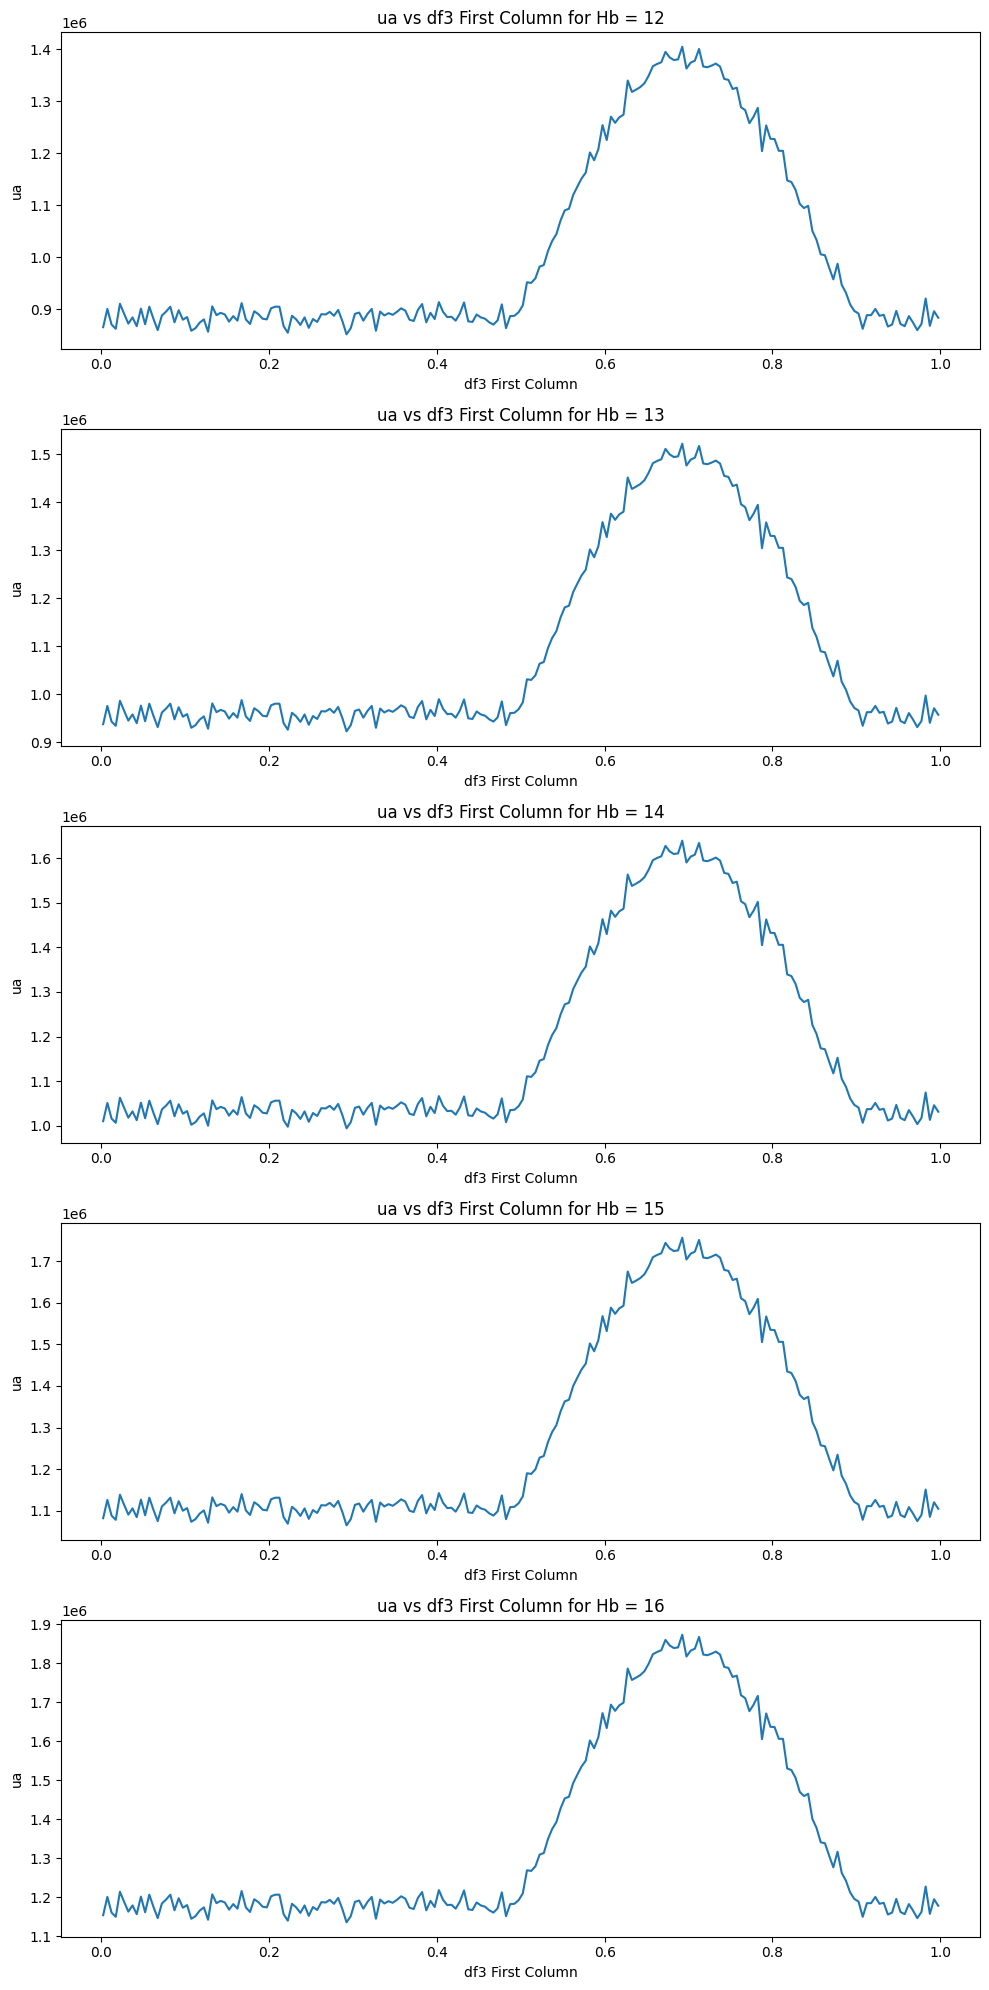 ua vs df3 First Column for Hb = 12
1e6
1.4
1.3
1.2
1.1
1.0
0.9
ua
0.0 0.2 0.4 0.6 0.8 1.0
df3 First Column
ua vs df3 First Column for Hb = 13
1e6
1.5
1.4
1.3
1.2
1.1
1.0
0.9
ua
0.0 0.2 0.4 0.6 0.8 1.0
df3 First Column
ua vs df3 First Column for Hb = 14
1e6
1.6
1.5
1.4
1.3
1.2
1.1
1.0
ua
0.0 0.2 0.4 0.6 0.8 1.0
df3 First Column
ua vs df3 First Column for Hb = 15
1e6
1.7
1.6
1.5
1.4
1.3
1.2
1.1
ua
0.0 0.2 0.4 0.6 0.8 1.0
df3 First Column
ua vs df3 First Column for Hb = 16
1e6
1.9
1.8
1.7
1.6
1.5
1.4
1.3
1.2
1.1
ua
0.0 0.2 0.4 0.6 0.8 1.0
df3 First Column